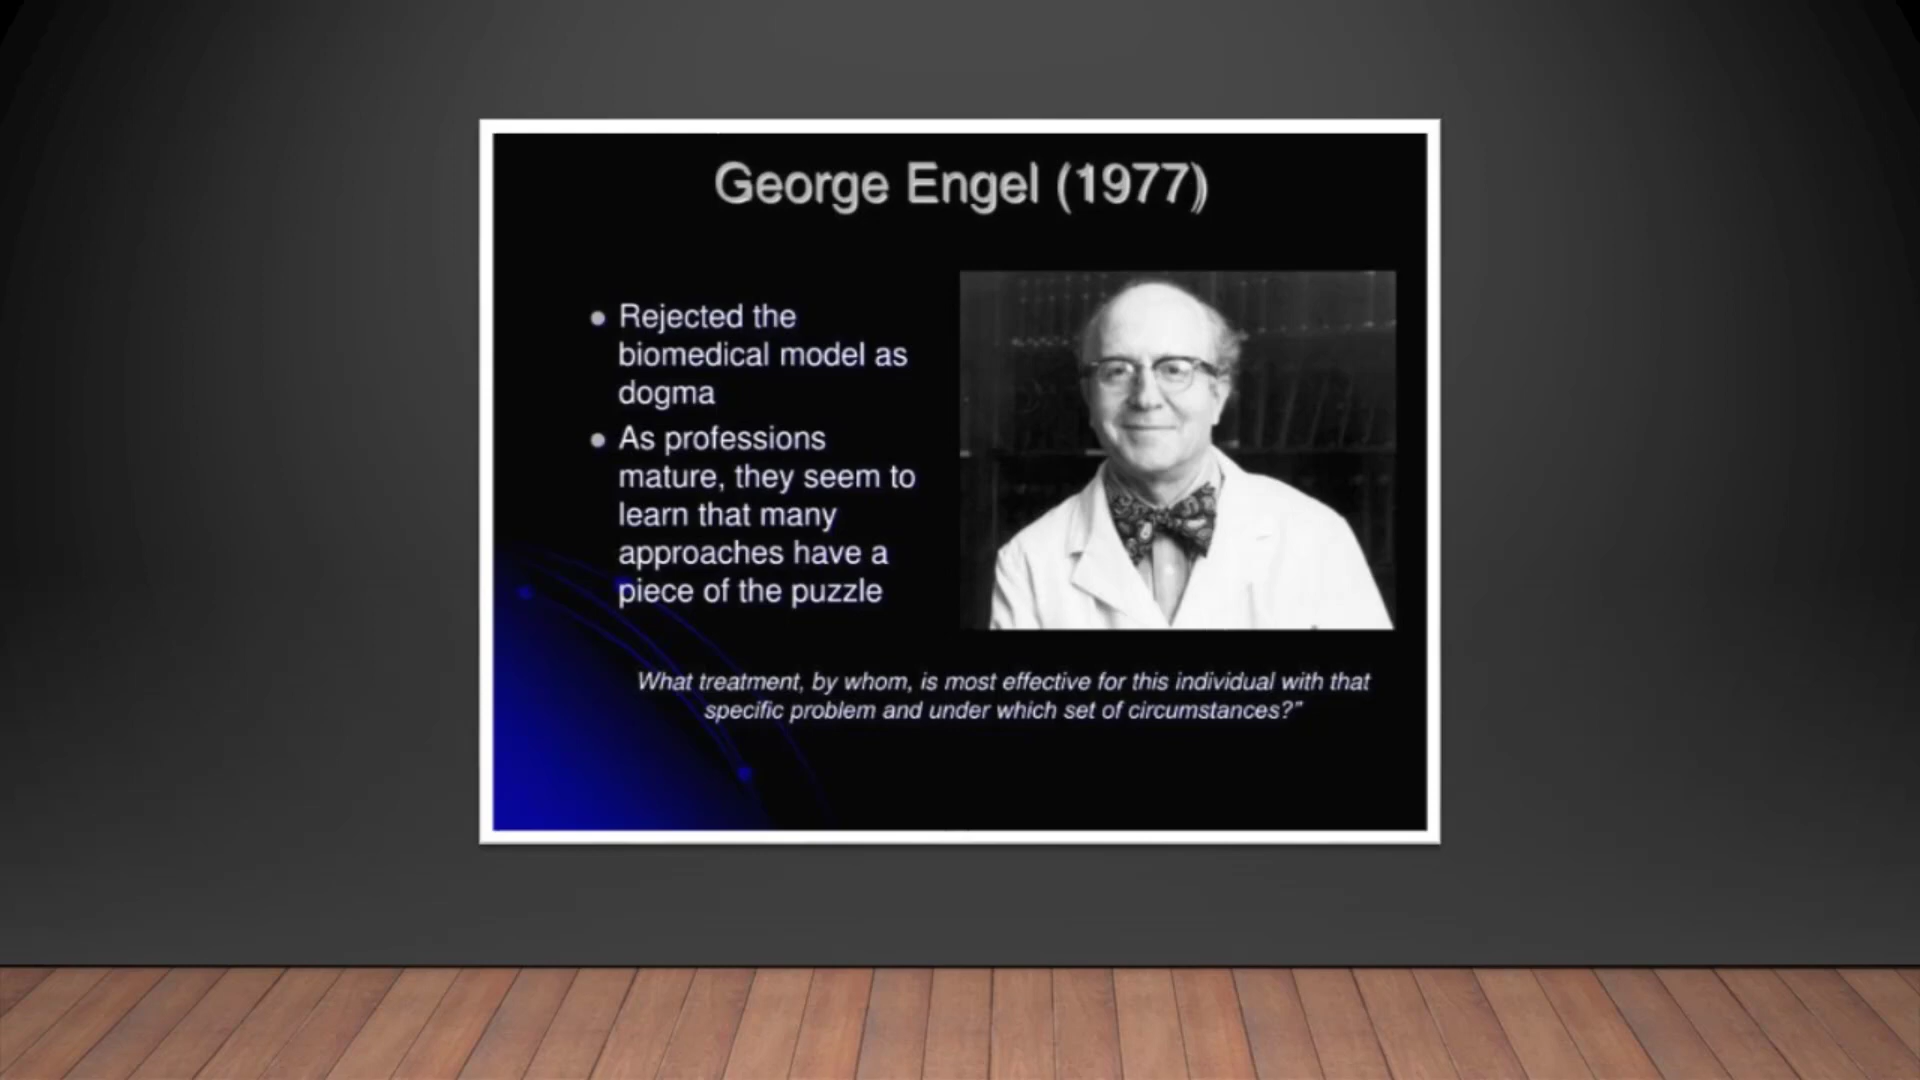 George Engel (1977)
● Rejected the
biomedical model as
dogma
● As professions
mature, they seem to
learn that many
approaches have a
piece of the puzzle
What treatment, by whom, is most effective for this individual with that
specific problem and under which set of circumstances?"